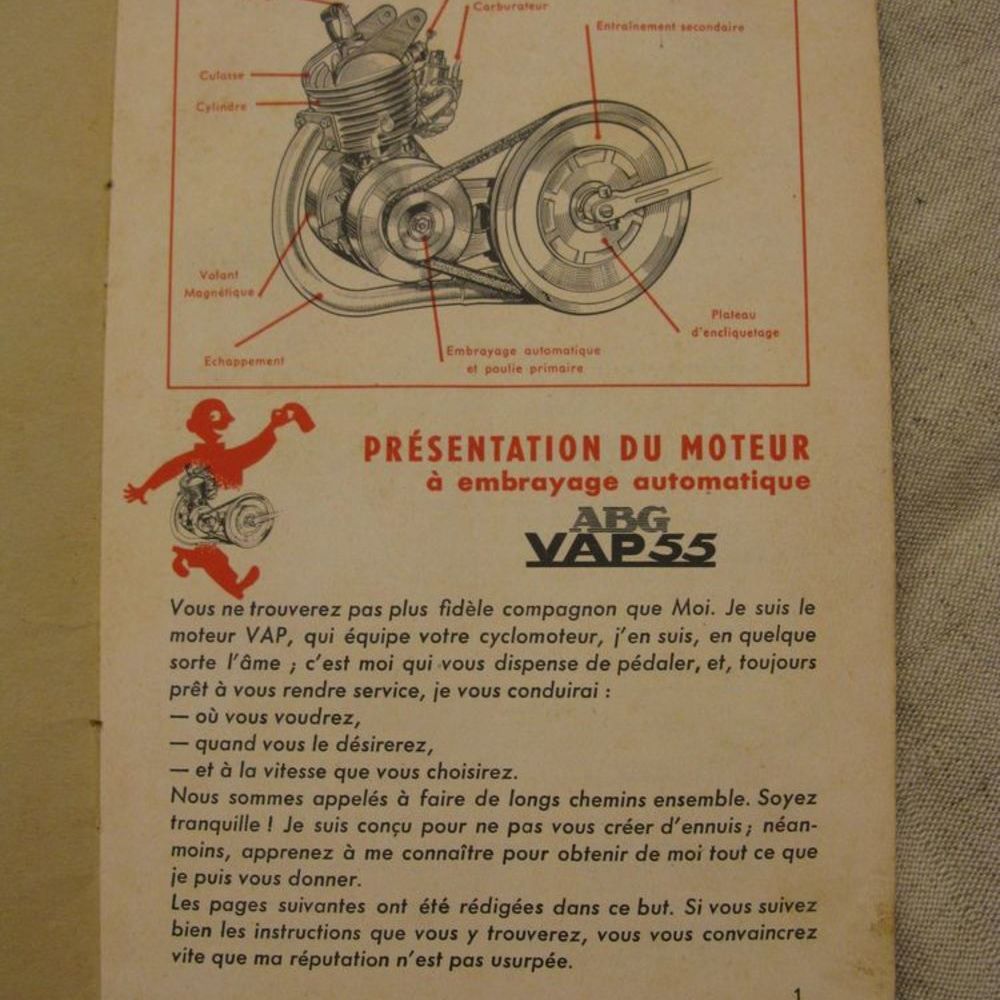 Carburateur
Entraînement secondaire
Culasse
Cylindre
Volant
Magnétique
Plateau
d'encliquetage
Echappement
Embrayage automatique
et poulie primaire
PRÉSENTATION DU MOTEUR
à embrayage automatique
ABG
VAP 55
Vous ne trouverez pas plus fidèle compagnon que Moi. Je suis le
moteur VAP, qui équipe votre cyclomoteur, j'en suis, en quelque
sorte l'âme ; c'est moi qui vous dispense de pédaler, et, toujours
prêt à vous rendre service, je vous conduirai :
— où vous voudrez,
— quand vous le désirerez,
— et à la vitesse que vous choisirez.
Nous sommes appelés à faire de longs chemins ensemble. Soyez
tranquille ! Je suis conçu pour ne pas vous créer d'ennuis ; néan-
moins, apprenez à me connaître pour obtenir de moi tout ce que
je puis vous donner.
Les pages suivantes ont été rédigées dans ce but. Si vous suivez
bien les instructions que vous y trouverez, vous vous convaincrez
vite que ma réputation n'est pas usurpée.
1